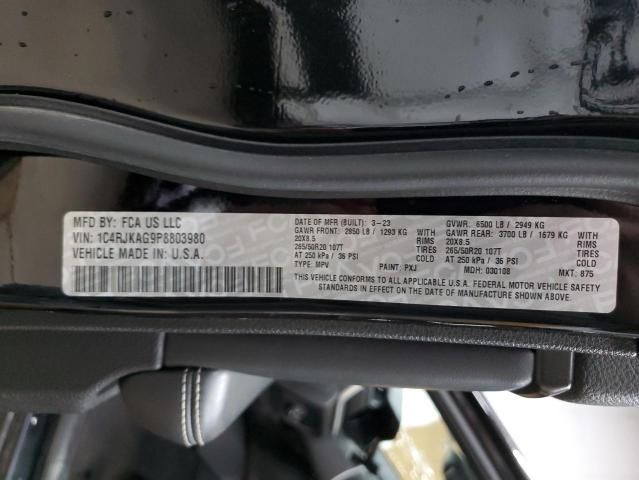 MFD BY: FCA US LLC
VIN: 1C4RJKAG9P8803980
VEHICLE MADE IN: U.S.A.
DATE OF MFR (BUILT): 3-23
GAWR FRONT: 2850 LB / 1293 KG WITH
20X8.5 RIMS
265/50R20 107T TIRES
AT 250 kPa / 36 PSI COLD
TYPE: MPV PAINT: PXJ
GVWR: 6500 LB / 2949 KG
GAWR REAR: 3700 LB / 1679 KG WITH
20X8.5 RIMS
265/50R20 107T TIRES
AT 250 kPa / 36 PSI COLD
MDH: 030108 MKT: 875
THIS VEHICLE CONFORMS TO ALL APPLICABLE U.S.A. FEDERAL MOTOR VEHICLE SAFETY
STANDARDS IN EFFECT ON THE DATE OF MANUFACTURE SHOWN ABOVE.